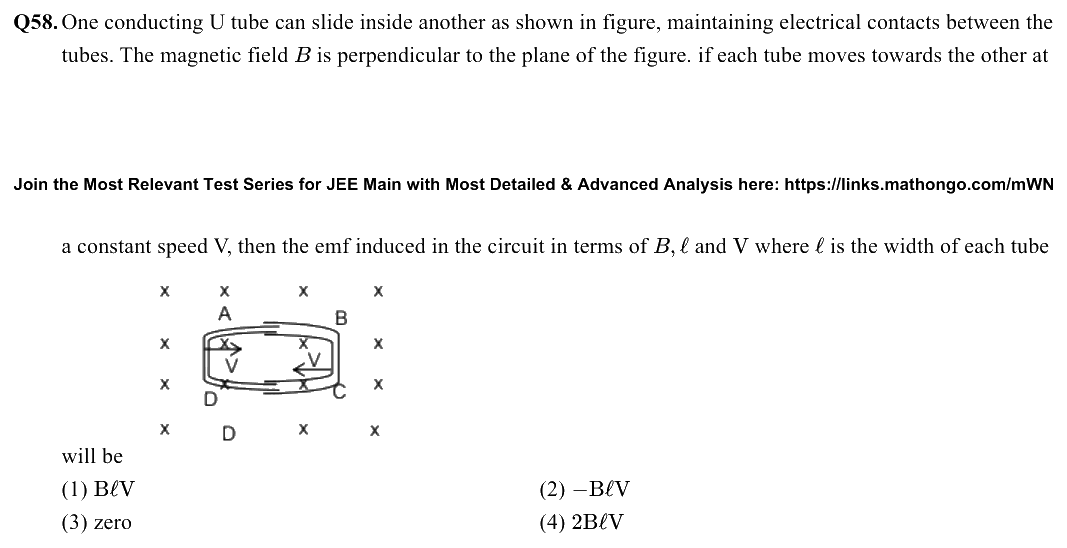 Q58. One conducting U tube can slide inside another as shown in figure, maintaining electrical contacts between the
tubes. The magnetic field B is perpendicular to the plane of the figure. if each tube moves towards the other at
Join the Most Relevant Test Series for JEE Main with Most Detailed & Advanced Analysis here: https://links.mathongo.com/mWN
a constant speed V, then the emf induced in the circuit in terms of B, ℓ and V where ℓ is the width of each tube
x x x x
A B
x x x x
V V
x x x x
D C
x D x x
will be
(1) BℓV (2) −BℓV
(3) zero (4) 2BℓV